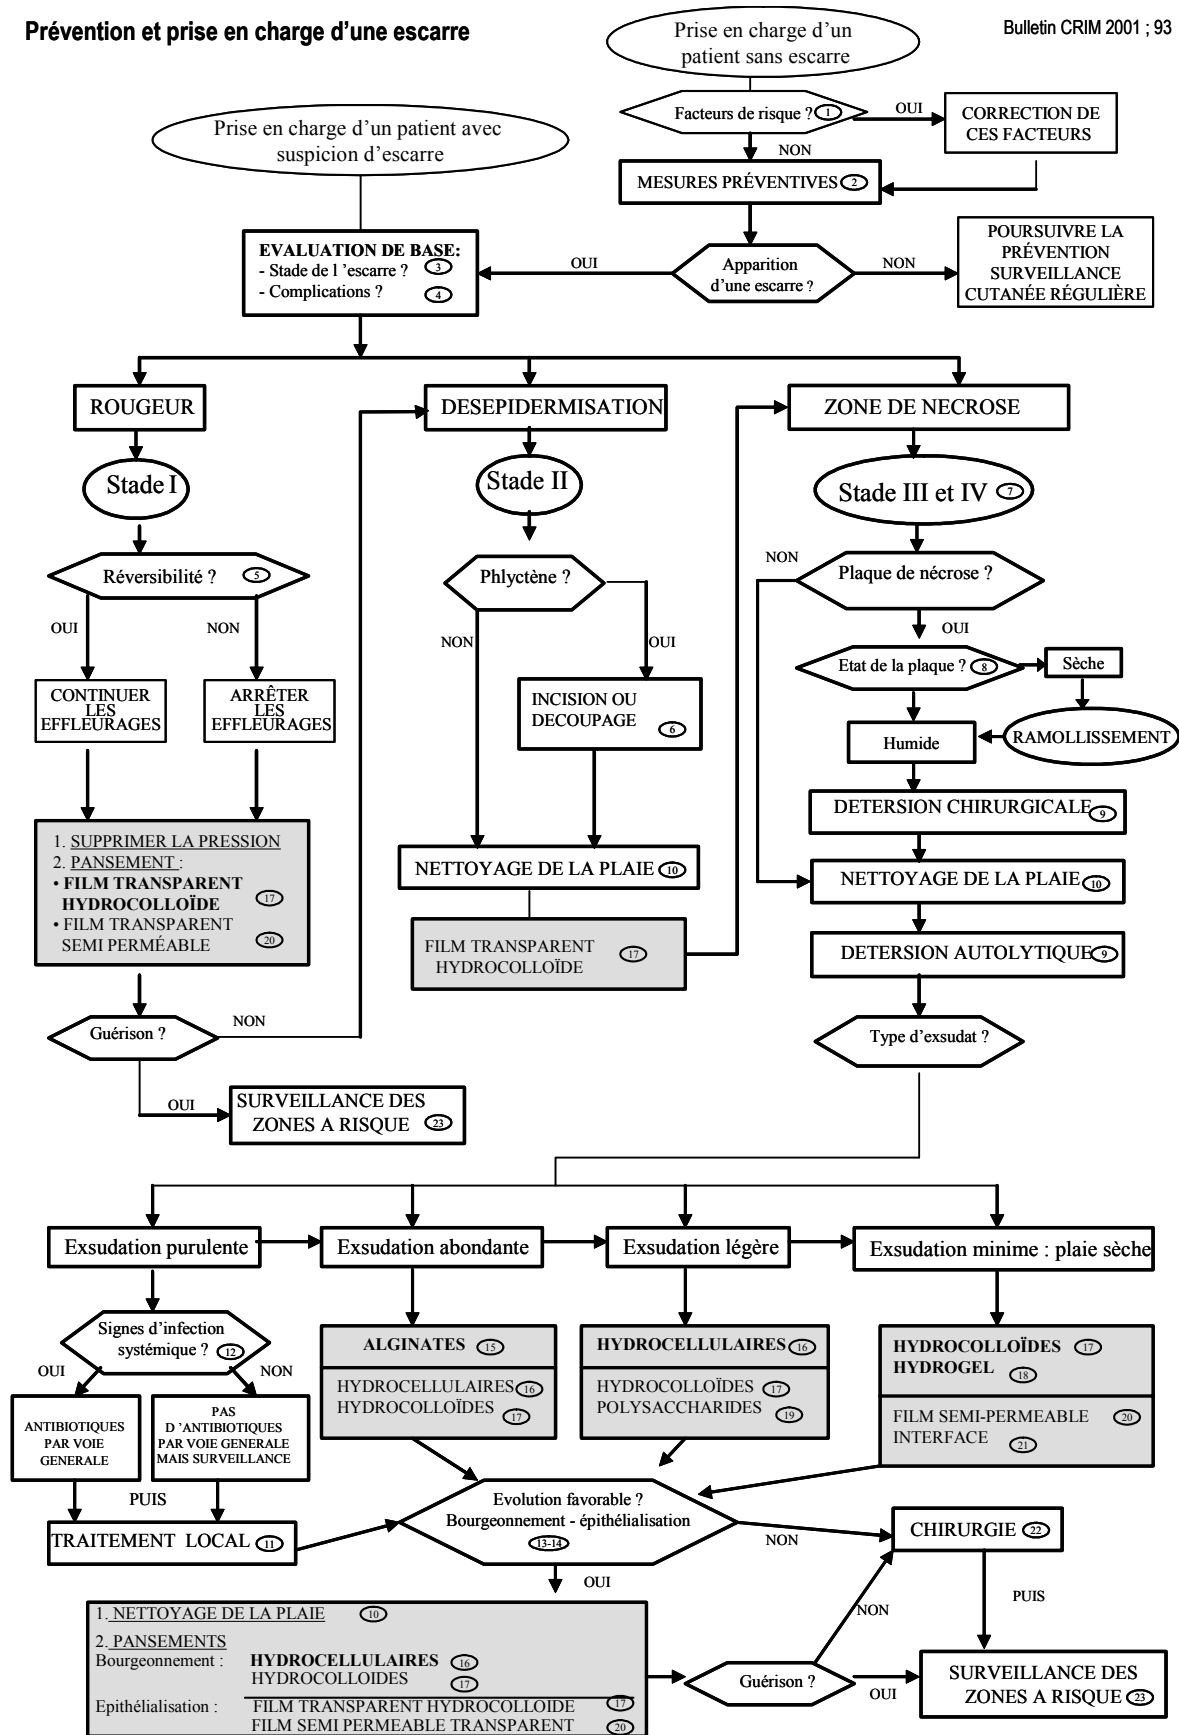 Prévention et prise en charge d'une escarre
Bulletin CRIM 2001 ; 93
Prise en charge d'un
patient sans escarre
Facteurs de risque ? 1
OUI
CORRECTION DE
CES FACTEURS
NON
MESURES PRÉVENTIVES 2
Prise en charge d'un patient avec
suspicion d'escarre
EVALUATION DE BASE:
- Stade de l 'escarre ? 3
- Complications ? 4
OUI
Apparition
d'une escarre ?
NON
POURSUIVRE LA
PRÉVENTION
SURVEILLANCE
CUTANÉE RÉGULIÈRE
ROUGEUR
DESEPIDERMISATION
ZONE DE NECROSE
Stade I
Stade II
Stade III et IV 7
Réversibilité ? 5
OUI
NON
CONTINUER
LES
EFFLEURAGES
ARRÊTER
LES
EFFLEURAGES
1. SUPPRIMER LA PRESSION
2. PANSEMENT :
• FILM TRANSPARENT
HYDROCOLLOÏDE 17
• FILM TRANSPARENT
SEMI PERMÉABLE 20
Guérison ?
NON
OUI
SURVEILLANCE DES
ZONES A RISQUE 23
Phlyctène ?
NON
OUI
INCISION OU
DECOUPAGE 6
NETTOYAGE DE LA PLAIE 10
FILM TRANSPARENT
HYDROCOLLOÏDE 17
NON
Plaque de nécrose ?
OUI
Etat de la plaque ? 8
Sèche
Humide
RAMOLLISSEMENT
DETERSION CHIRURGICALE 9
NETTOYAGE DE LA PLAIE 10
DETERSION AUTOLYTIQUE 9
Type d'exsudat ?
Exsudation purulente
Exsudation abondante
Exsudation légère
Exsudation minime : plaie sèche
Signes d'infection
systémique ? 12
OUI
NON
ANTIBIOTIQUES
PAR VOIE
GENERALE
PAS
D 'ANTIBIOTIQUES
PAR VOIE GENERALE
MAIS SURVEILLANCE
PUIS
TRAITEMENT LOCAL 11
ALGINATES 15
HYDROCELLULAIRES 16
HYDROCOLLOÏDES 17
HYDROCELLULAIRES 16
HYDROCOLLOÏDES 17
POLYSACCHARIDES 19
HYDROCOLLOÏDES 17
HYDROGEL 18
FILM SEMI-PERMEABLE 20
INTERFACE 21
Evolution favorable ?
Bourgeonnement - épithélialisation
13-14
NON
CHIRURGIE 22
OUI
1. NETTOYAGE DE LA PLAIE 10
2. PANSEMENTS
Bourgeonnement : HYDROCELLULAIRES 16
HYDROCOLLOIDES 17
Epithélialisation : FILM TRANSPARENT HYDROCOLLOIDE 17
FILM SEMI PERMEABLE TRANSPARENT 20
Guérison ?
NON
OUI
PUIS
SURVEILLANCE DES
ZONES A RISQUE 23